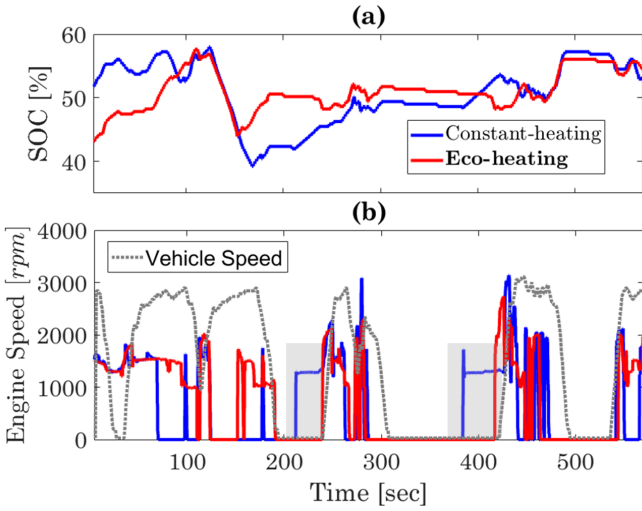 (a)
SOC [%]
60
50
40
Constant-heating
Eco-heating
(b)
Engine Speed [rpm]
4000
3000
2000
1000
0
Vehicle Speed
100 200 300 400 500
Time [sec]